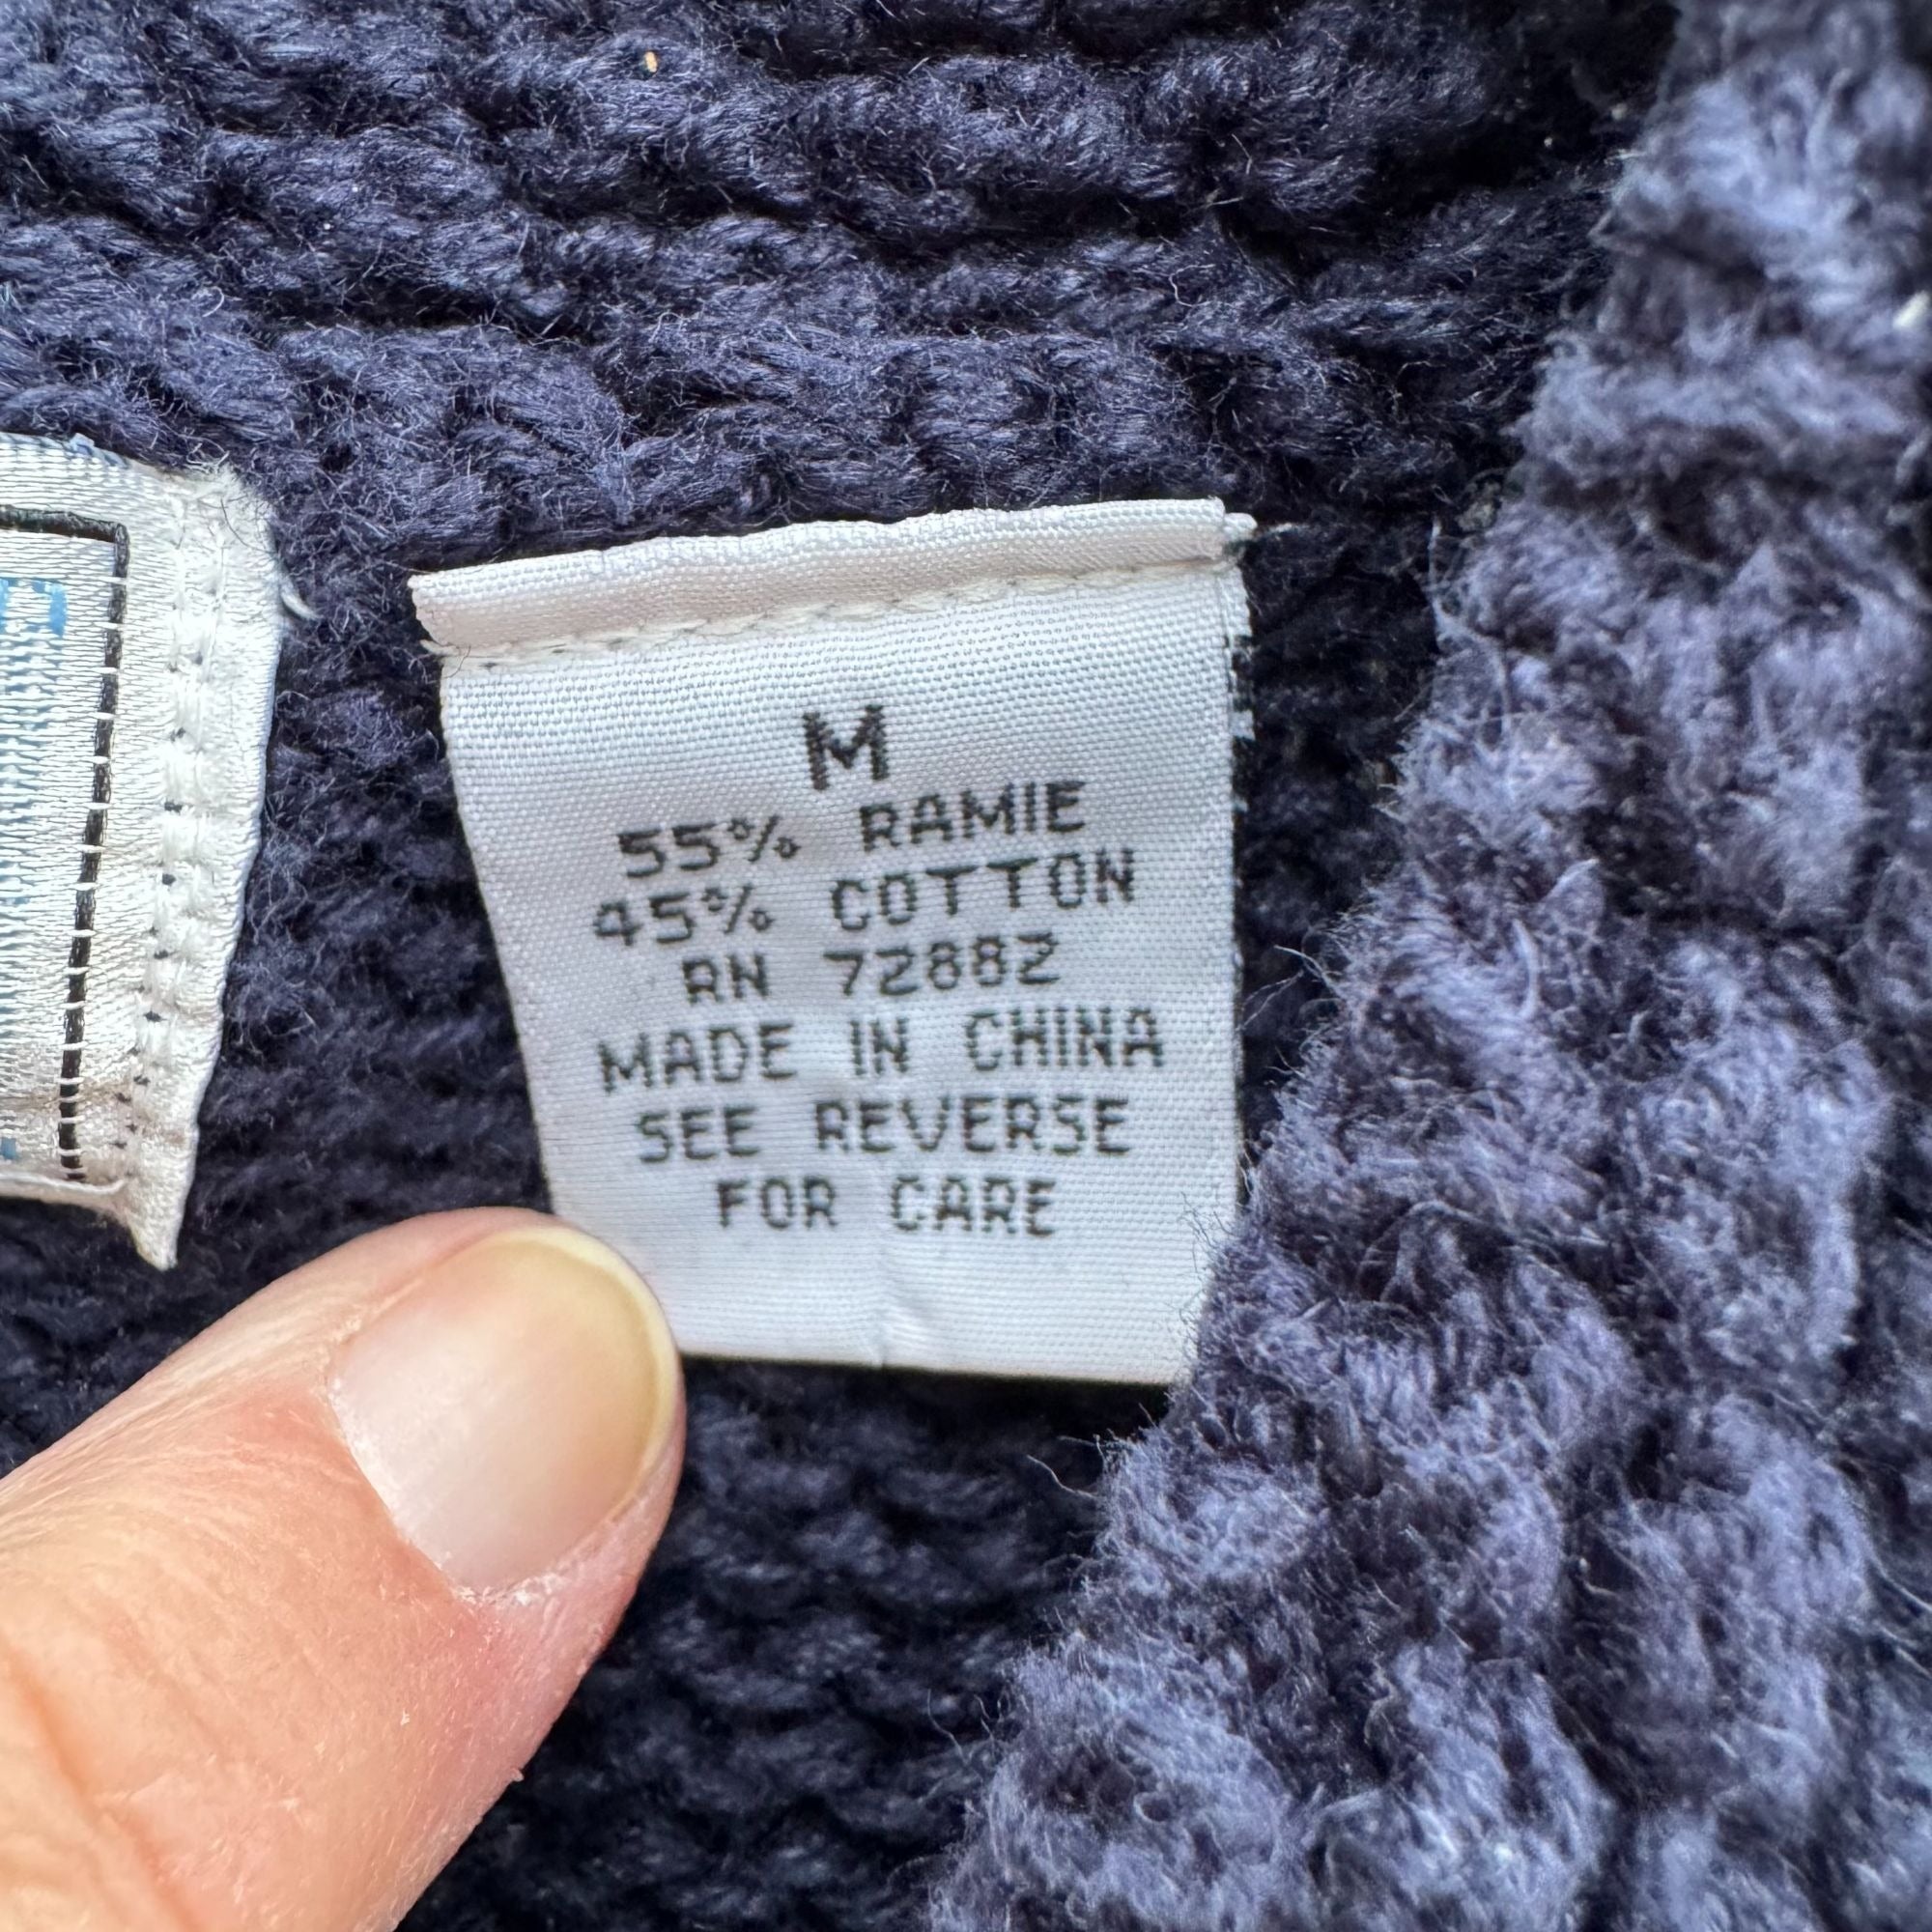 M
55% RAMIE
45% COTTON
RN 72882
MADE IN CHINA
SEE REVERSE
FOR CARE